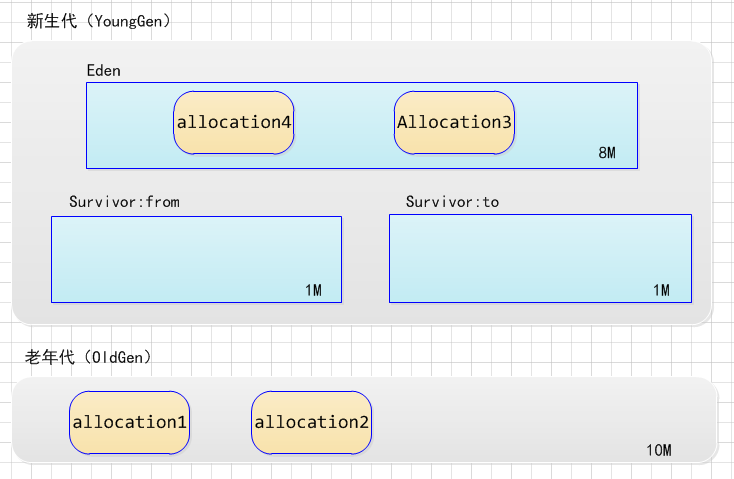 新生代（YoungGen）
Eden
allocation4
Allocation3
8M
Survivor:from
Survivor:to
1M
1M
老年代（OldGen）
allocation1
allocation2
10M